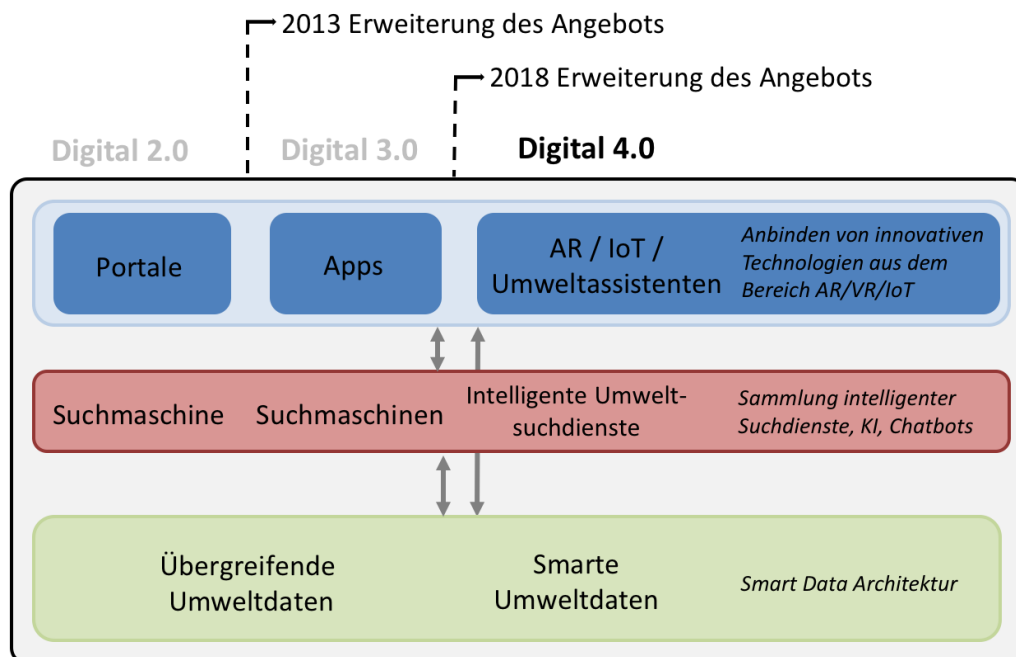 2013 Erweiterung des Angebots
2018 Erweiterung des Angebots
Digital 2.0
Digital 3.0
Digital 4.0
Portale
Apps
AR / IoT /
Umweltassistenten
Anbinden von innovativen
Technologien aus dem
Bereich AR/VR/IoT
Suchmaschine
Suchmaschinen
Intelligente Umwelt-
suchdienste
Sammlung intelligenter
Suchdienste, KI, Chatbots
Übergreifende
Umweltdaten
Smarte
Umweltdaten
Smart Data Architektur